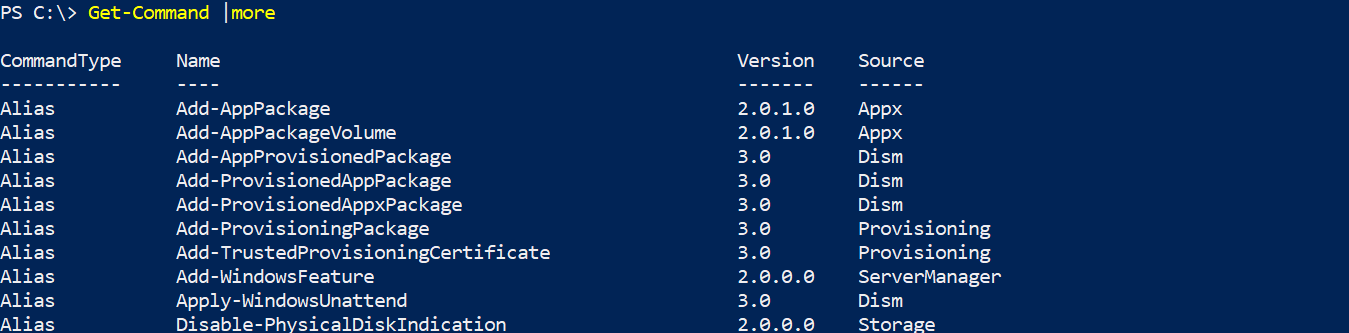 PS C:\> Get-Command |more
CommandType Name Version Source
----------- ---- ------- ------
Alias Add-AppPackage 2.0.1.0 Appx
Alias Add-AppPackageVolume 2.0.1.0 Appx
Alias Add-AppProvisionedPackage 3.0 Dism
Alias Add-ProvisionedAppPackage 3.0 Dism
Alias Add-ProvisionedAppxPackage 3.0 Dism
Alias Add-ProvisioningPackage 3.0 Provisioning
Alias Add-TrustedProvisioningCertificate 3.0 Provisioning
Alias Add-WindowsFeature 2.0.0.0 ServerManager
Alias Apply-WindowsUnattend 3.0 Dism
Alias Disable-PhysicalDiskIndication 2.0.0.0 Storage